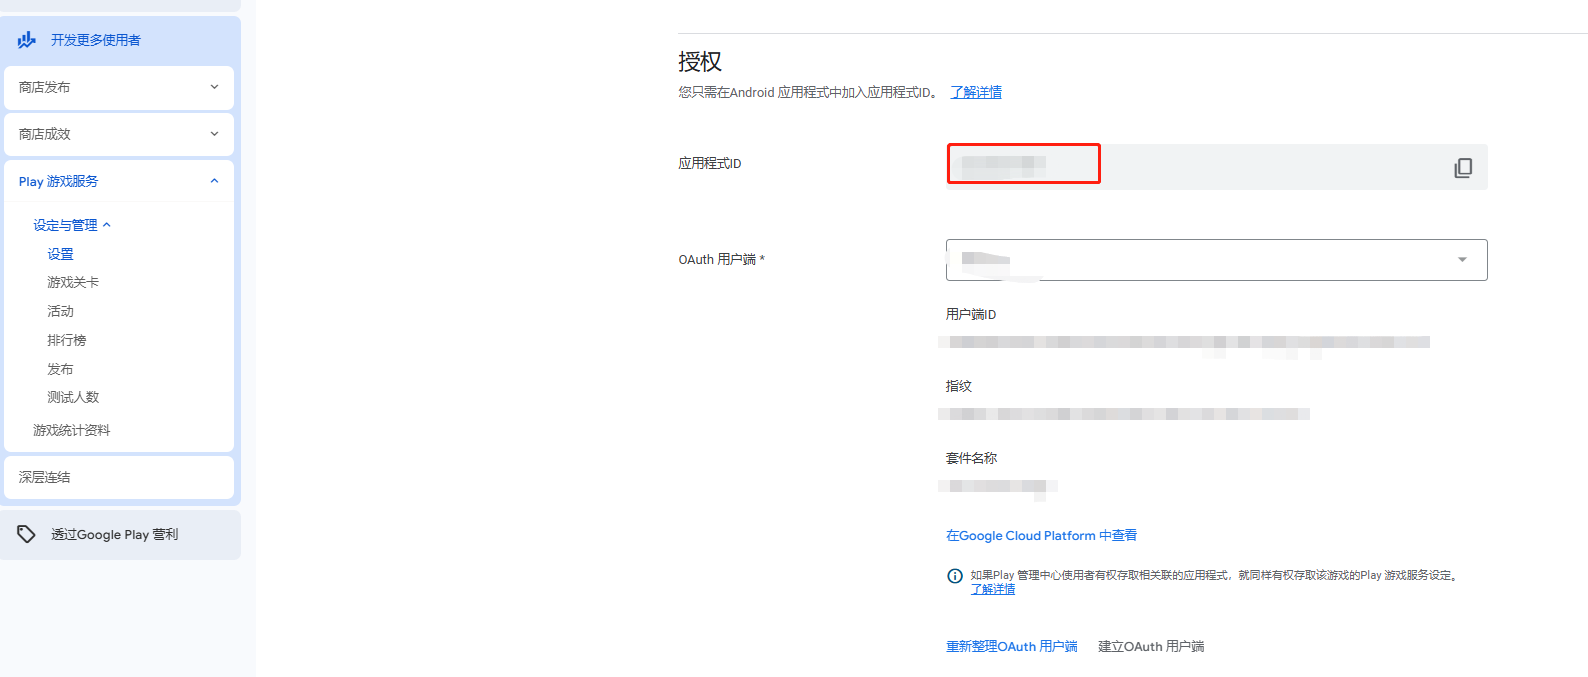 开发更多使用者
商店发布
商店成效
Play 游戏服务
设定与管理
设置
游戏关卡
活动
排行榜
发布
测试人数
游戏统计资料
深层连结
透过Google Play 营利
授权
您只需在Android 应用程式中加入应用程式ID。 了解详情
应用程式ID
OAuth 用户端 *
用户端ID
指纹
套件名称
在Google Cloud Platform 中查看
如果Play 管理中心使用者有权存取相关联的应用程式，就同样有权存取该游戏的Play 游戏服务设定。
了解详情
重新整理OAuth 用户端 建立OAuth 用户端